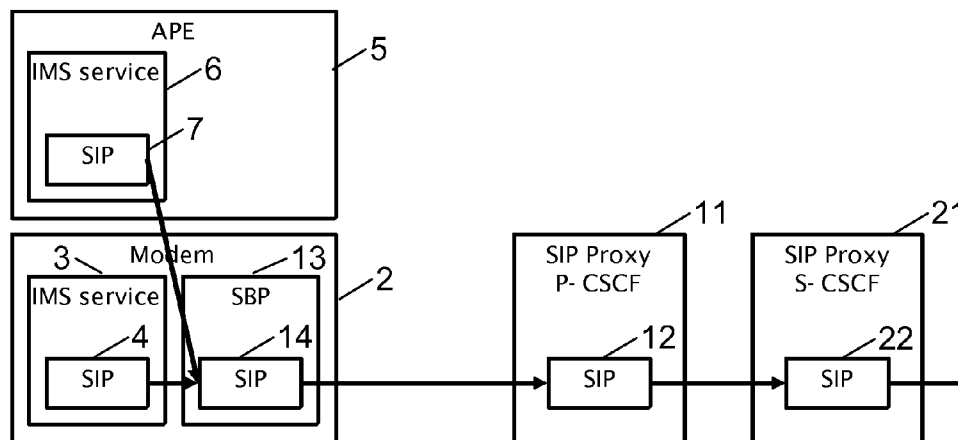 APE
5
IMS service
6
7
SIP
Modem
3
13
2
IMS service
SBP
4
14
SIP
SIP
11
SIP Proxy
P- CSCF
12
SIP
21
SIP Proxy
S- CSCF
22
SIP